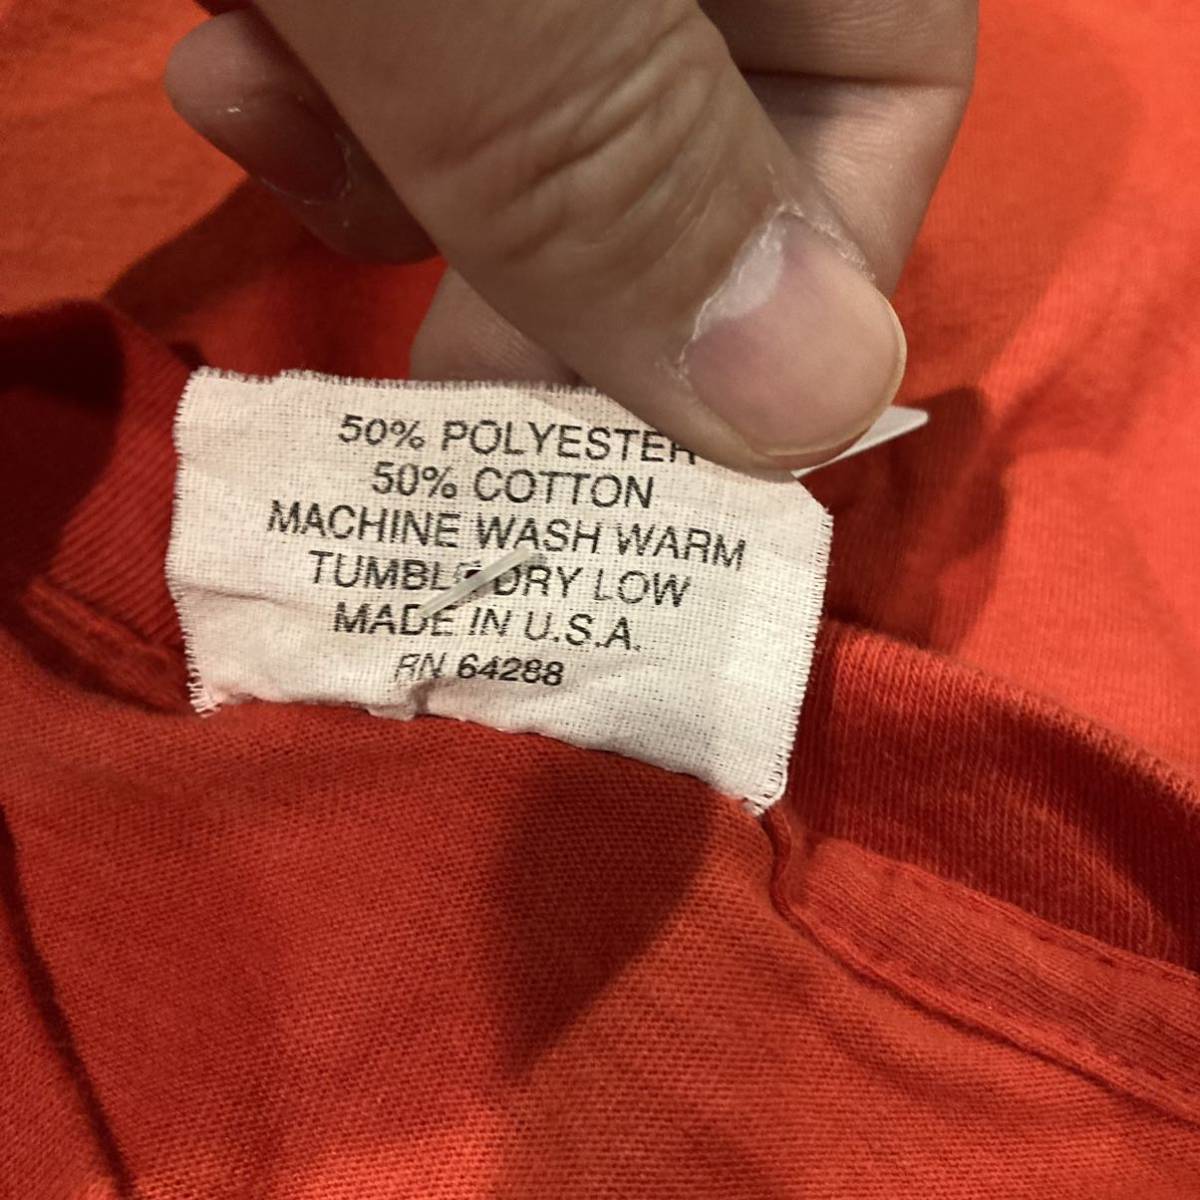 50% POLYESTER
50% COTTON
MACHINE WASH WARM
TUMBLE DRY LOW
MADE IN U.S.A.
RN 64288